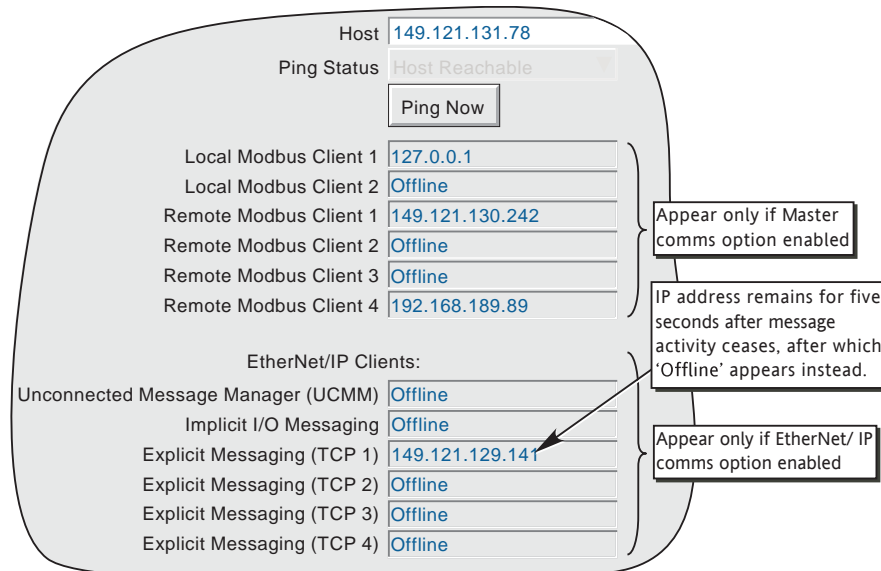 Host 149.121.131.78
Ping Status Host Reachable
Ping Now
Local Modbus Client 1 127.0.0.1
Local Modbus Client 2 Offline
Remote Modbus Client 1 149.121.130.242
Remote Modbus Client 2 Offline
Remote Modbus Client 3 Offline
Remote Modbus Client 4 192.168.189.89
Appear only if Master
comms option enabled
IP address remains for five
seconds after message
activity ceases, after which
‘Offline’ appears instead.
EtherNet/IP Clients:
Unconnected Message Manager (UCMM) Offline
Implicit I/O Messaging Offline
Explicit Messaging (TCP 1) 149.121.129.141
Explicit Messaging (TCP 2) Offline
Explicit Messaging (TCP 3) Offline
Explicit Messaging (TCP 4) Offline
Appear only if EtherNet/ IP
comms option enabled